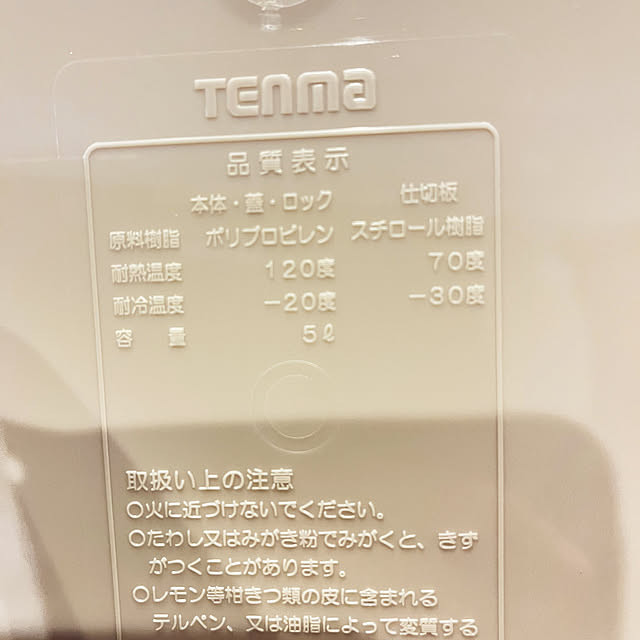 TENMA
品質表示
本体・蓋・ロック 仕切板
原料樹脂 ポリプロピレン スチロール樹脂
耐熱温度 120度 70度
耐冷温度 -20度 -30度
容量 5ℓ
取扱い上の注意
○火に近づけないでください。
○たわし又はみがき粉でみがくと、きず
がつくことがあります。
○レモン等柑きつ類の皮に含まれる
テルペン、又は油脂によって変質する